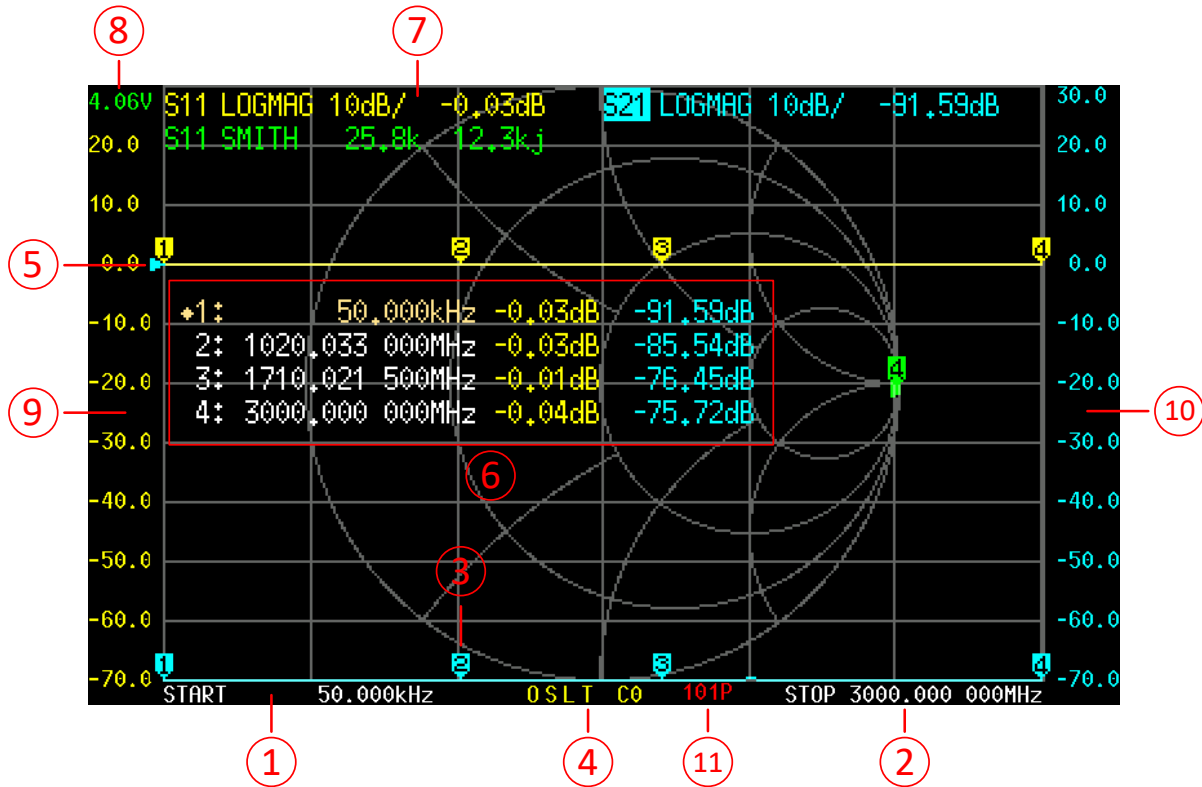 8 7
4.06V S11 LOGMAG 10dB/ -0.03dB S21 LOGMAG 10dB/ -91.59dB 30.0
20.0 S11 SMITH 25.8k 12.3kj 20.0
10.0 10.0
1 2 3 4
5 0.0 0.0
-10.0 1: 50.000kHz -0.03dB -91.59dB -10.0
2: 1020.033 000MHz -0.03dB -85.54dB
-20.0 3: 1710.021 500MHz -0.01dB -76.45dB 4 -20.0
9 4: 3000.000 000MHz -0.04dB -75.72dB 10
-30.0 -30.0
6
-40.0 -40.0
-50.0 3 -50.0
-60.0 -60.0
1 2 3 4
-70.0 -70.0
START 50.000kHz OSLT C0 101P STOP 3000.000 000MHz
1 4 11 2